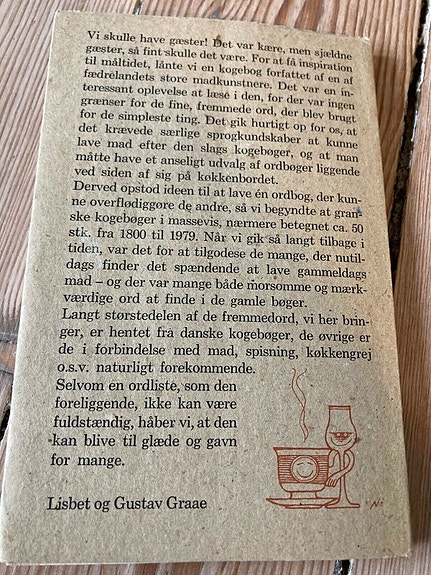 Vi skulle have gæster! Det var kære, men sjældne
gæster, så fint skulle det være. For at få inspiration
til måltidet, lånte vi en kogebog forfattet af en af
fædrelandets store madkunstnere. Det var en in-
teressant oplevelse at læse i den, for der var ingen
grænser for de fine, fremmede ord, der blev brugt
for de simpleste ting. Det gik hurtigt op for os, at
det krævede særlige sprogkundskaber at kunne
lave mad efter den slags kogebøger, og at man
måtte have et anseligt udvalg af ordbøger liggende
ved siden af sig på køkkenbordet.
Derved opstod ideen til at lave én ordbog, der kun-
ne overflødiggøre de andre, så vi begyndte at gran-
ske kogebøger i massevis, nærmere betegnet ca. 50
stk. fra 1800 til 1979. Når vi gik så langt tilbage i
tiden, var det for at tilgodese de mange, der nutil-
dags finder det spændende at lave gammeldags
mad – og der var mange både morsomme og mærk-
værdige ord at finde i de gamle bøger.
Langt størstedelen af de fremmedord, vi her brin-
ger, er hentet fra danske kogebøger, de øvrige er
de i forbindelse med mad, spisning, køkkengrej
o.s.v. naturligt forekommende.
Selvom en ordliste, som den
foreliggende, ikke kan være
fuldstændig, håber vi, at den
kan blive til glæde og gavn
for mange.
Lisbet og Gustav Graae